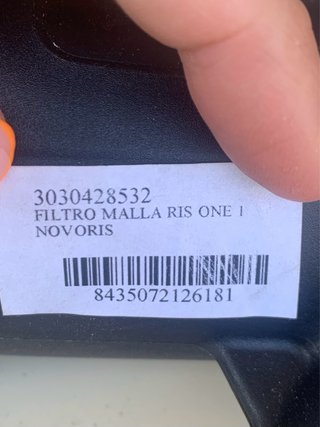 3030428532
FILTRO MALLA RIS ONE 1
NOVORIS
8435072126181